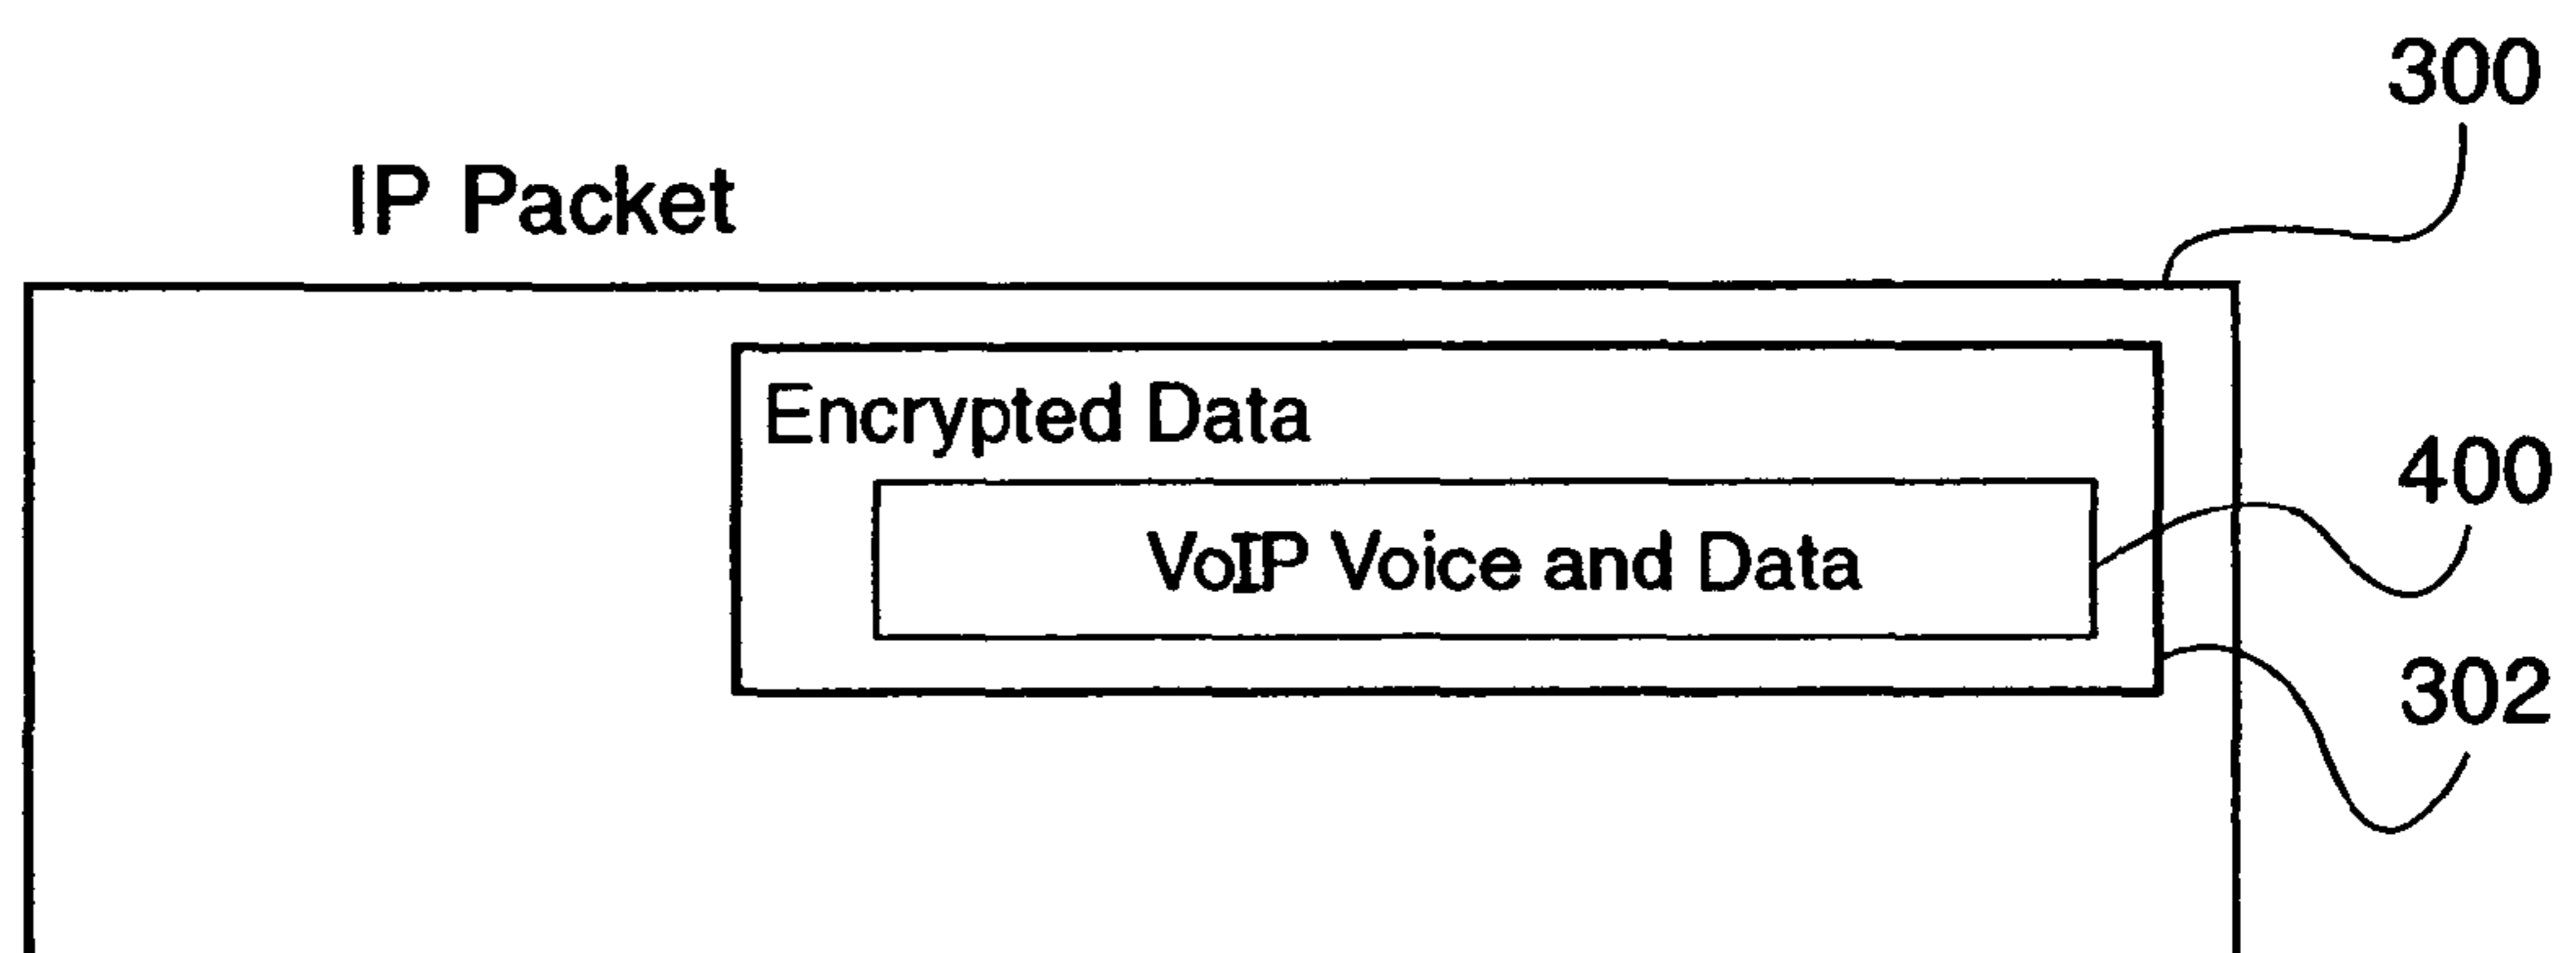 300
IP Packet
Encrypted Data
400
VoIP Voice and Data
302